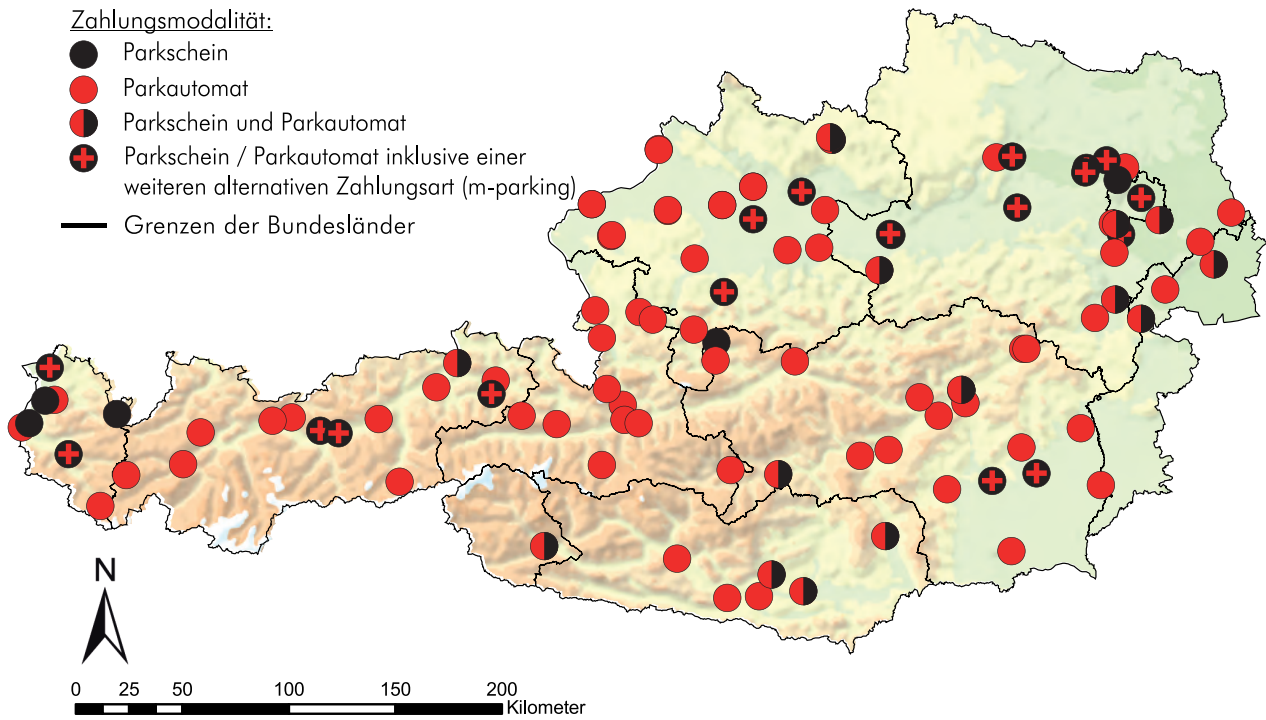 Zahlungsmodalität:
Parkschein
Parkautomat
Parkschein und Parkautomat
Parkschein / Parkautomat inklusive einer
weiteren alternativen Zahlungsart (m-parking)
Grenzen der Bundesländer
N
0 25 50 100 150 200
Kilometer